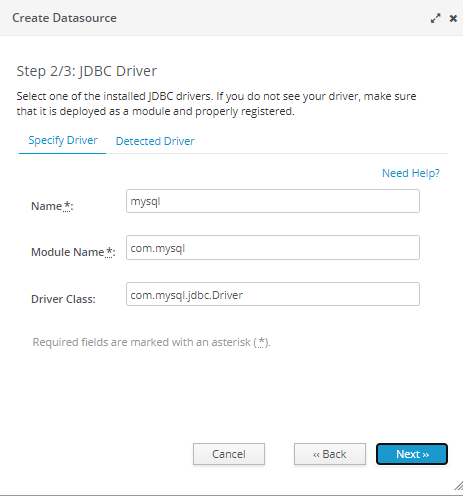 Create Datasource
Step 2/3: JDBC Driver
Select one of the installed JDBC drivers. If you do not see your driver, make sure
that it is deployed as a module and properly registered.
Specify Driver Detected Driver
Need Help?
Name*: mysql
Module Name*: com.mysql
Driver Class: com.mysql.jdbc.Driver
Required fields are marked with an asterisk (*).
Cancel ‹‹ Back Next ››